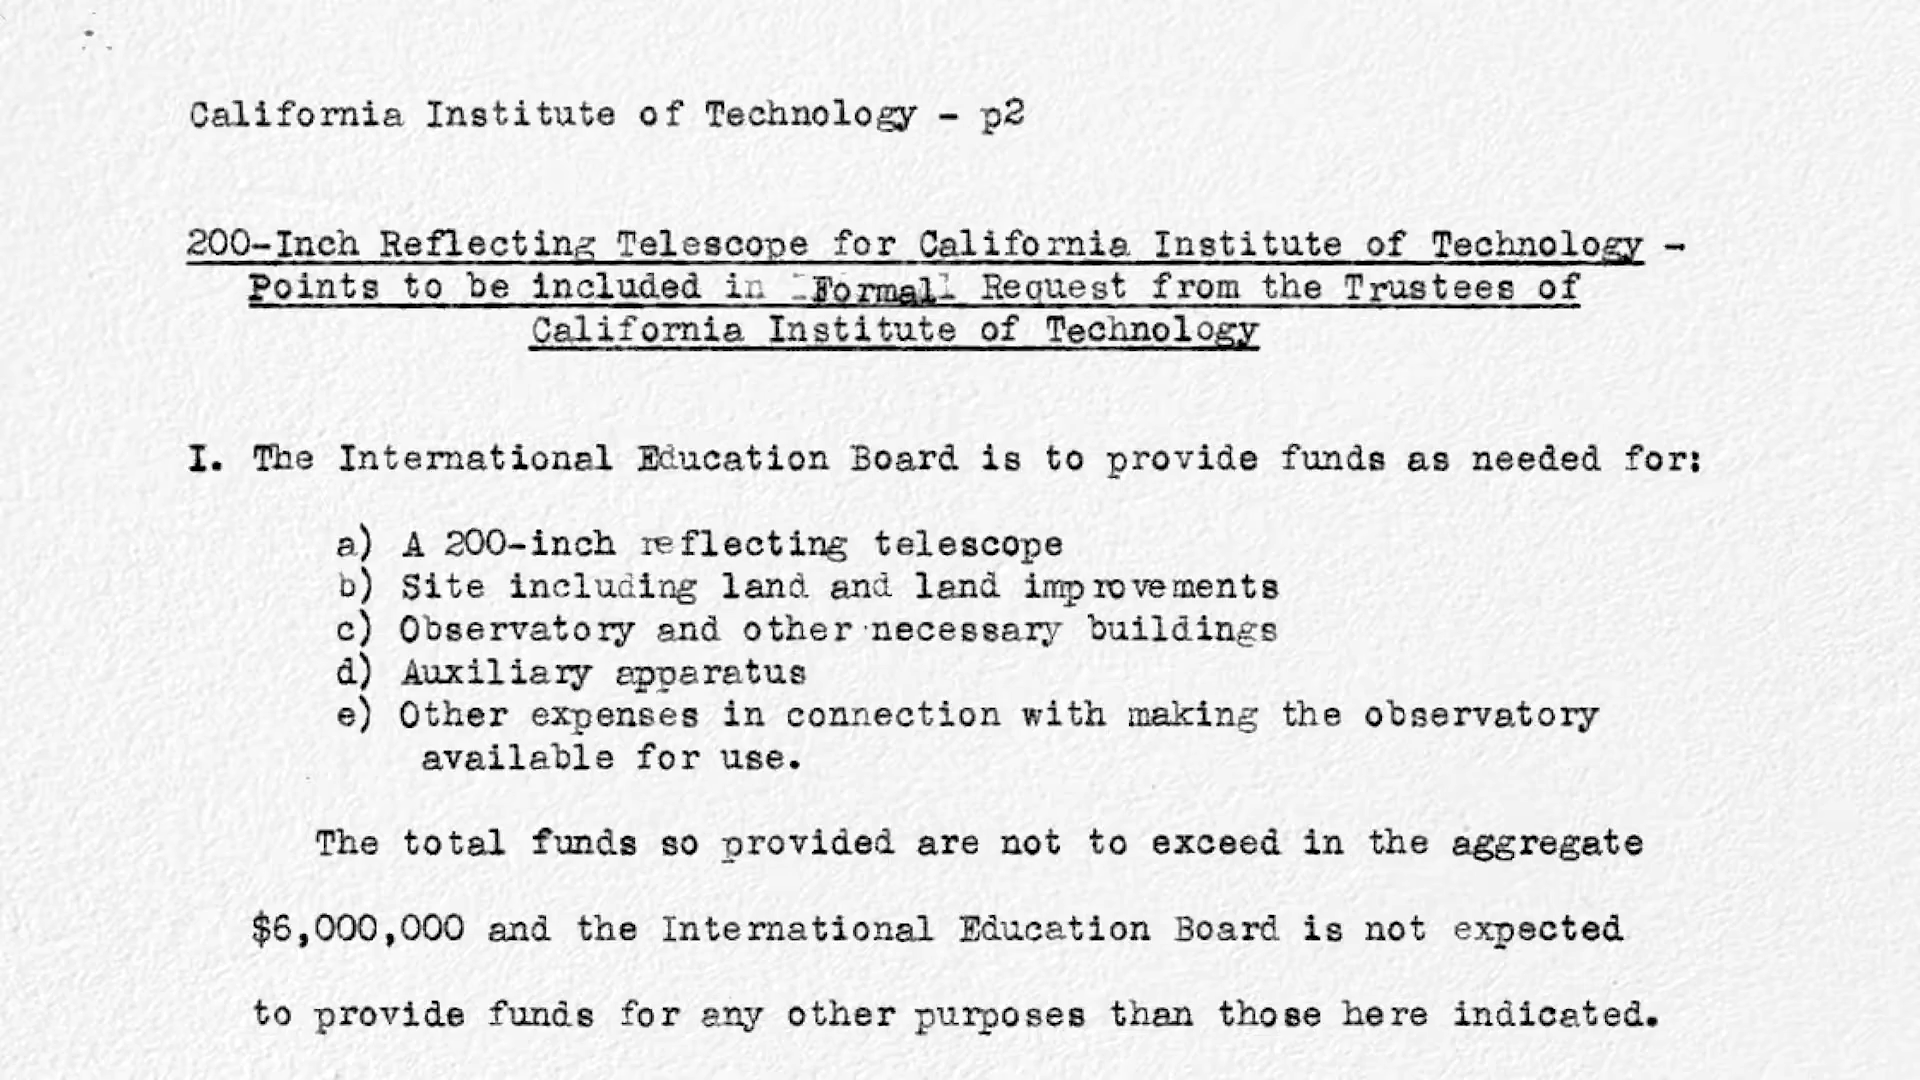 California Institute of Technology - p2
200-Inch Reflecting Telescope for California Institute of Technology -
Points to be included in Formal Request from the Trustees of
California Institute of Technology
I. The International Education Board is to provide funds as needed for:
a) A 200-inch reflecting telescope
b) Site including land and land improvements
c) Observatory and other necessary buildings
d) Auxiliary apparatus
e) Other expenses in connection with making the observatory
available for use.
The total funds so provided are not to exceed in the aggregate
$6,000,000 and the International Education Board is not expected
to provide funds for any other purposes than those here indicated.